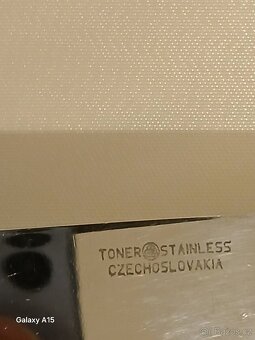 TONER STAINLESS
CZECHOSLOVAKIA
Galaxy A15